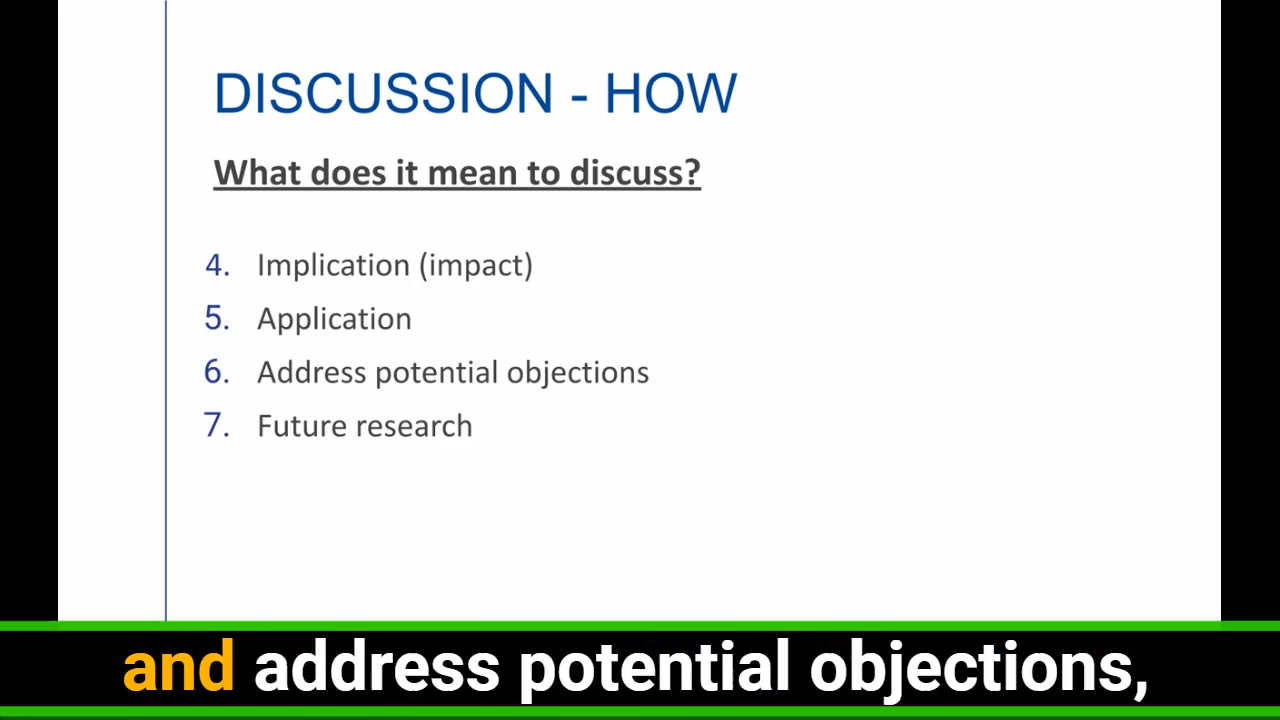 DISCUSSION - HOW
What does it mean to discuss?
4. Implication (impact)
5. Application
6. Address potential objections
7. Future research
and address potential objections,